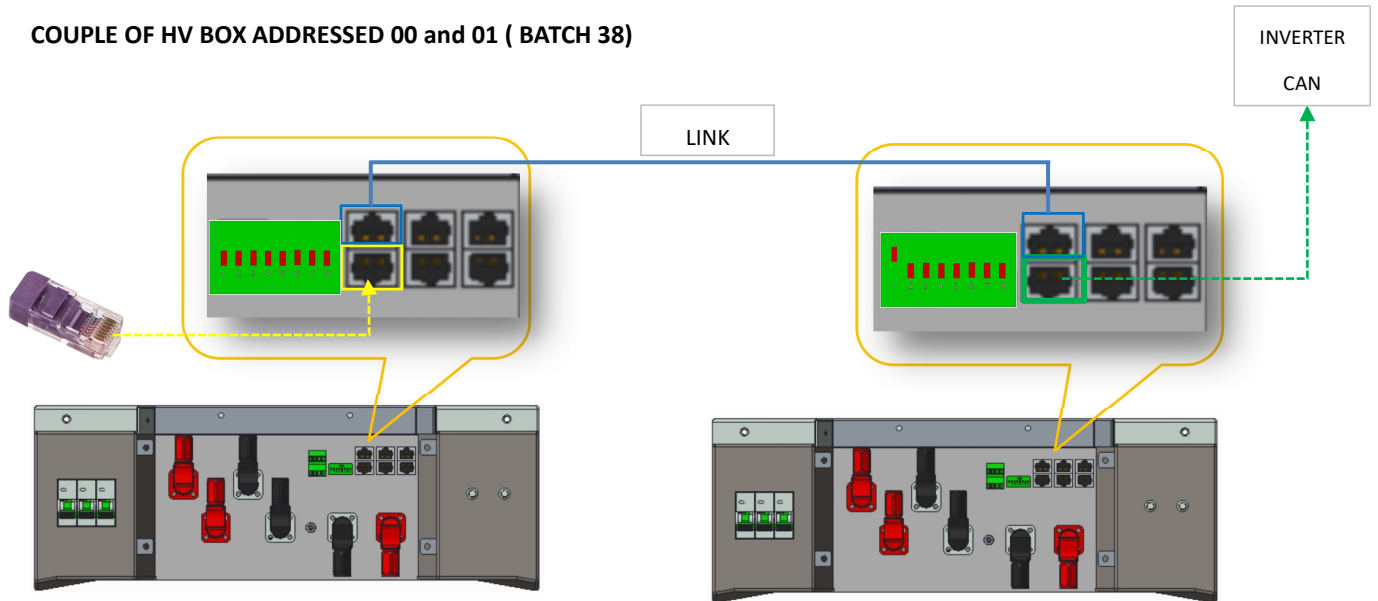 COUPLE OF HV BOX ADDRESSED 00 and 01 ( BATCH 38)
INVERTER
CAN
LINK